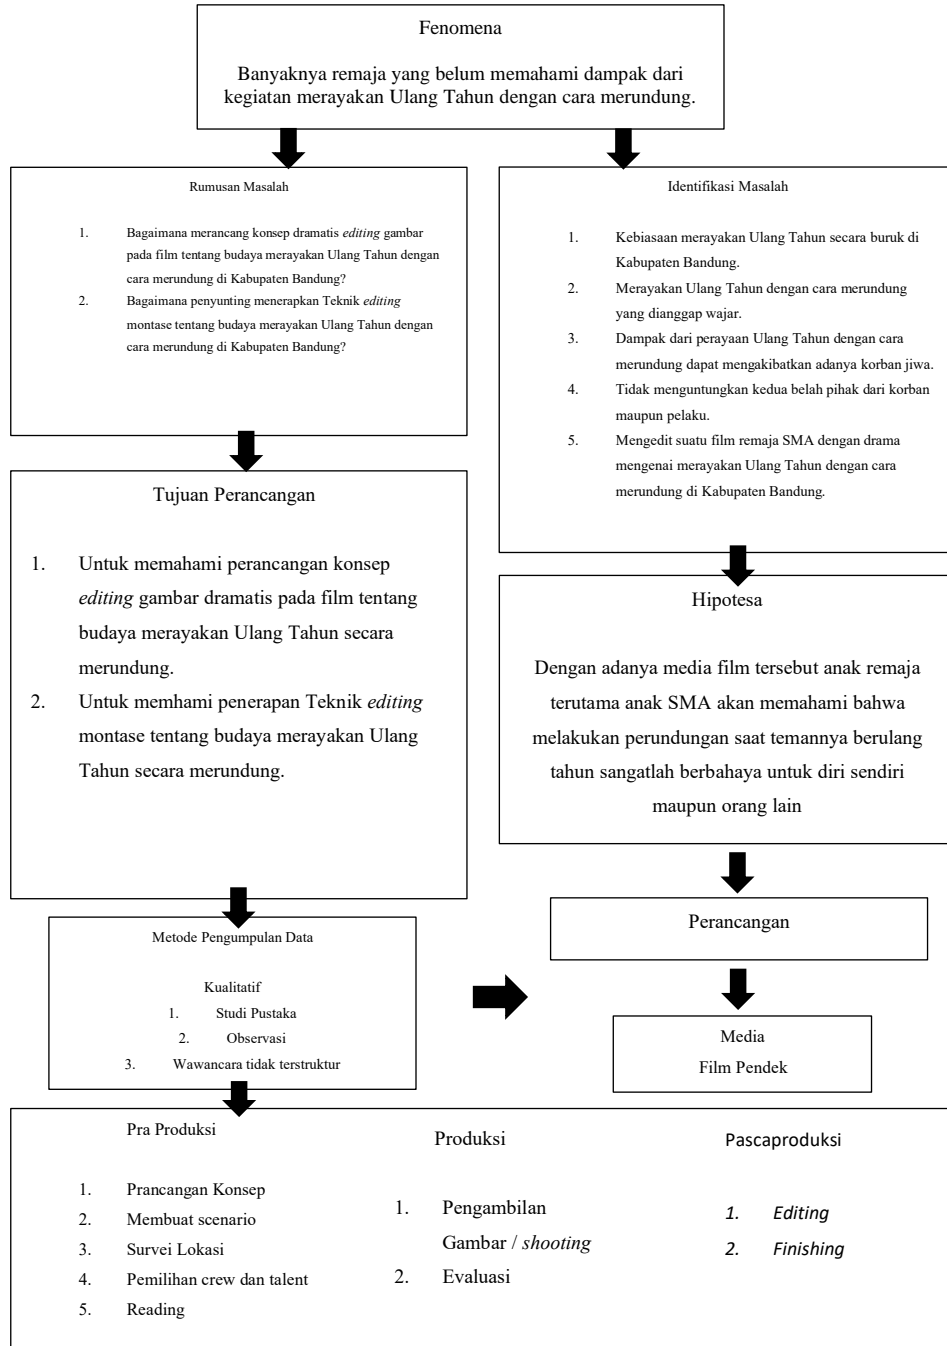 Fenomena
Banyaknya remaja yang belum memahami dampak dari
kegiatan merayakan Ulang Tahun dengan cara merundung.
Rumusan Masalah
1. Bagaimana merancang konsep dramatis editing gambar
pada film tentang budaya merayakan Ulang Tahun dengan
cara merundung di Kabupaten Bandung?
2. Bagaimana penyunting menerapkan Teknik editing
montase tentang budaya merayakan Ulang Tahun dengan
cara merundung di Kabupaten Bandung?
Identifikasi Masalah
1. Kebiasaan merayakan Ulang Tahun secara buruk di
Kabupaten Bandung.
2. Merayakan Ulang Tahun dengan cara merundung
yang dianggap wajar.
3. Dampak dari perayaan Ulang Tahun dengan cara
merundung dapat mengakibatkan adanya korban jiwa.
4. Tidak menguntungkan kedua belah pihak dari korban
maupun pelaku.
5. Mengedit suatu film remaja SMA dengan drama
mengenai merayakan Ulang Tahun dengan cara
merundung di Kabupaten Bandung.
Tujuan Perancangan
1. Untuk memahami perancangan konsep
editing gambar dramatis pada film tentang
budaya merayakan Ulang Tahun secara
merundung.
2. Untuk memhami penerapan Teknik editing
montase tentang budaya merayakan Ulang
Tahun secara merundung.
Hipotesa
Dengan adanya media film tersebut anak remaja
terutama anak SMA akan memahami bahwa
melakukan perundungan saat temannya berulang
tahun sangatlah berbahaya untuk diri sendiri
maupun orang lain
Metode Pengumpulan Data
Kualitatif
1. Studi Pustaka
2. Observasi
3. Wawancara tidak terstruktur
Perancangan
Media
Film Pendek
Pra Produksi
1. Prancangan Konsep
2. Membuat scenario
3. Survei Lokasi
4. Pemilihan crew dan talent
5. Reading
Produksi
1. Pengambilan
Gambar / shooting
2. Evaluasi
Pascaproduksi
1. Editing
2. Finishing